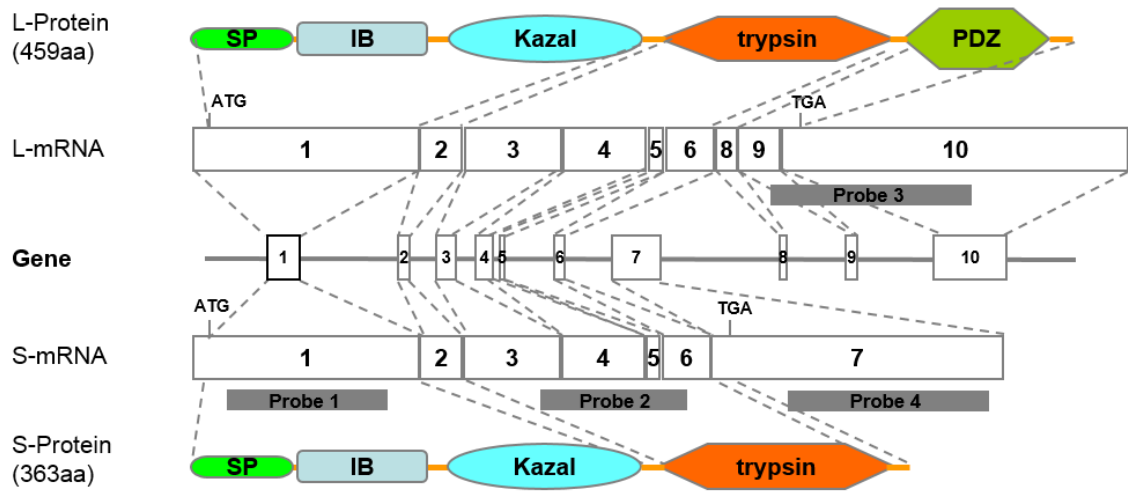 L-Protein
(459aa)
SP IB Kazal trypsin PDZ
ATG TGA
L-mRNA
1 2 3 4 5 6 8 9 10
Probe 3
Gene
1 2 3 4 5 6 7 8 9 10
ATG TGA
S-mRNA
1 2 3 4 5 6 7
Probe 1 Probe 2 Probe 4
S-Protein
(363aa)
SP IB Kazal trypsin